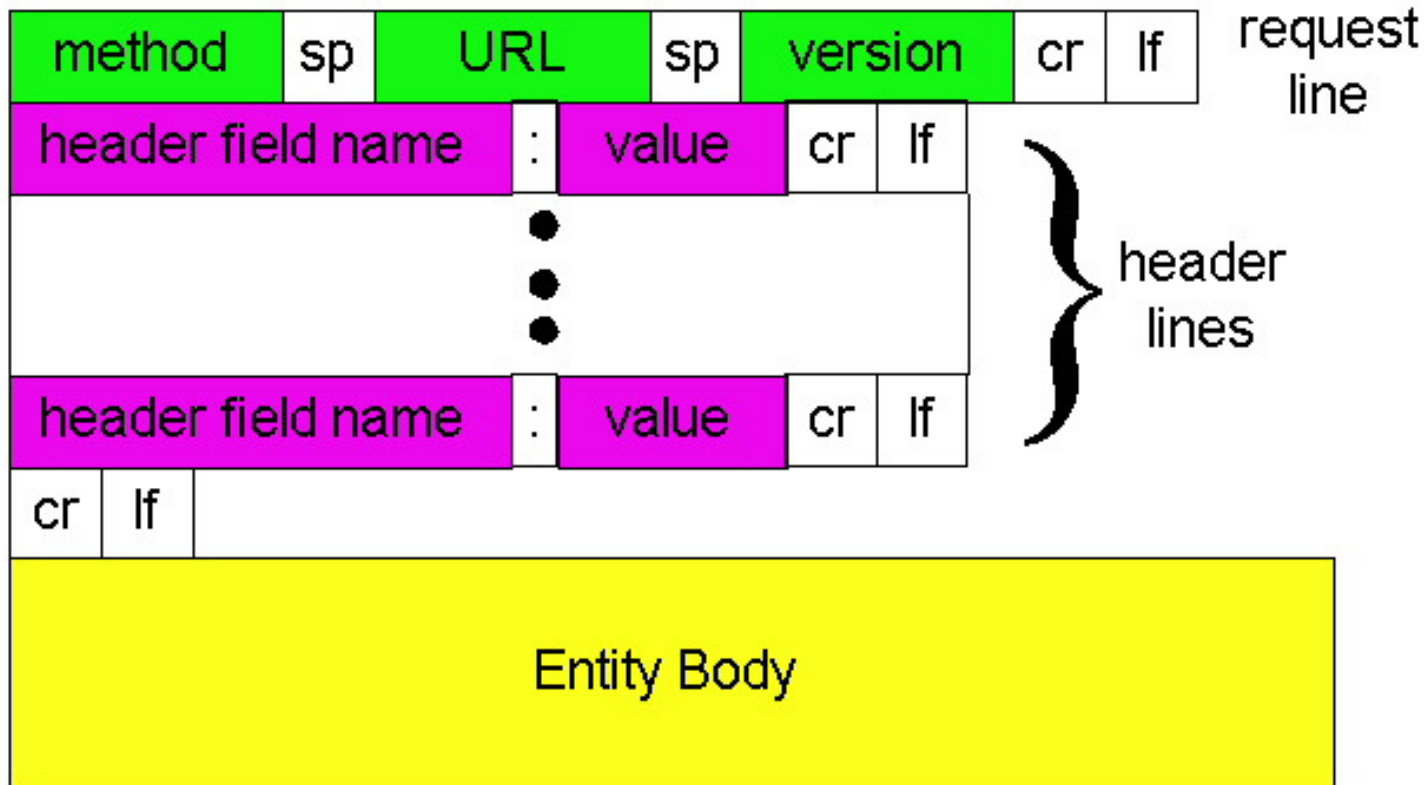 method sp URL sp version cr lf
request
line
header field name : value cr lf
header
lines
header field name : value cr lf
cr lf
Entity Body